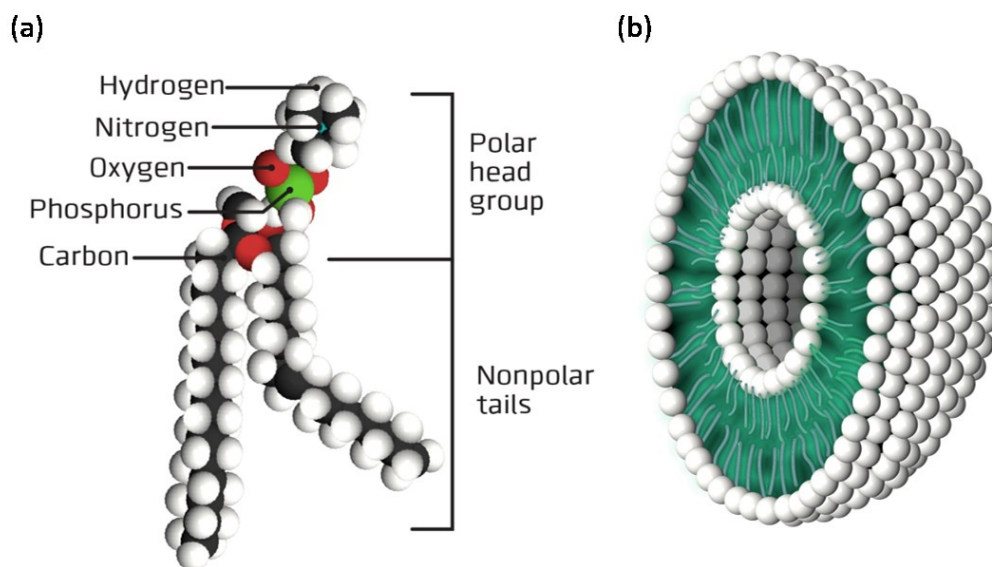 (a)
(b)
Hydrogen
Nitrogen
Oxygen
Phosphorus
Carbon
Polar
head
group
Nonpolar
tails